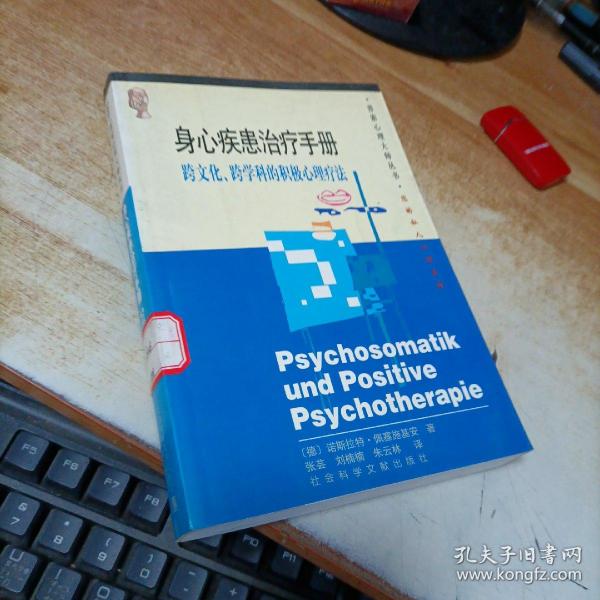 身心疾患治疗手册
跨文化、跨学科的积极心理疗法
Psychosomatik
und Positive
Psychotherapie
〔德〕诺斯拉特·佩塞施基安 著
张芸 刘楠楠 朱云林 译
社会科学文献出版社
孔夫子旧书网
www.kongfz.com